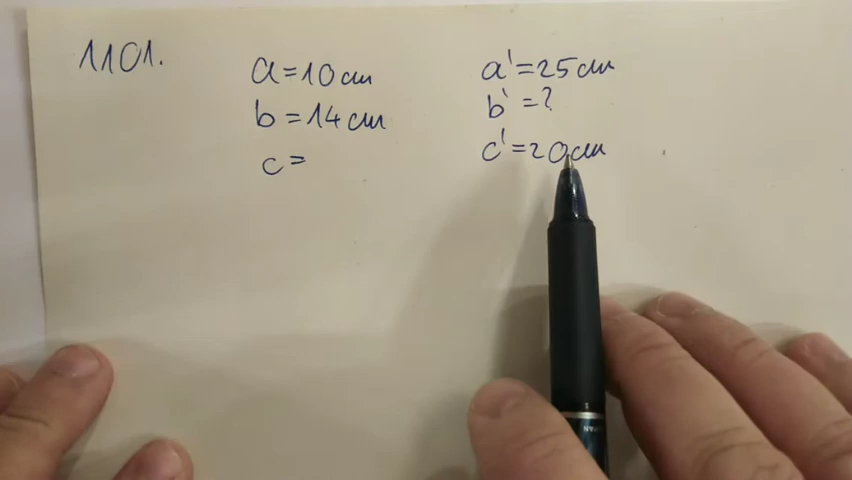 1101.
a=10cm
b=14cm
c=
a'=25cm
b'=?
c'=20cm